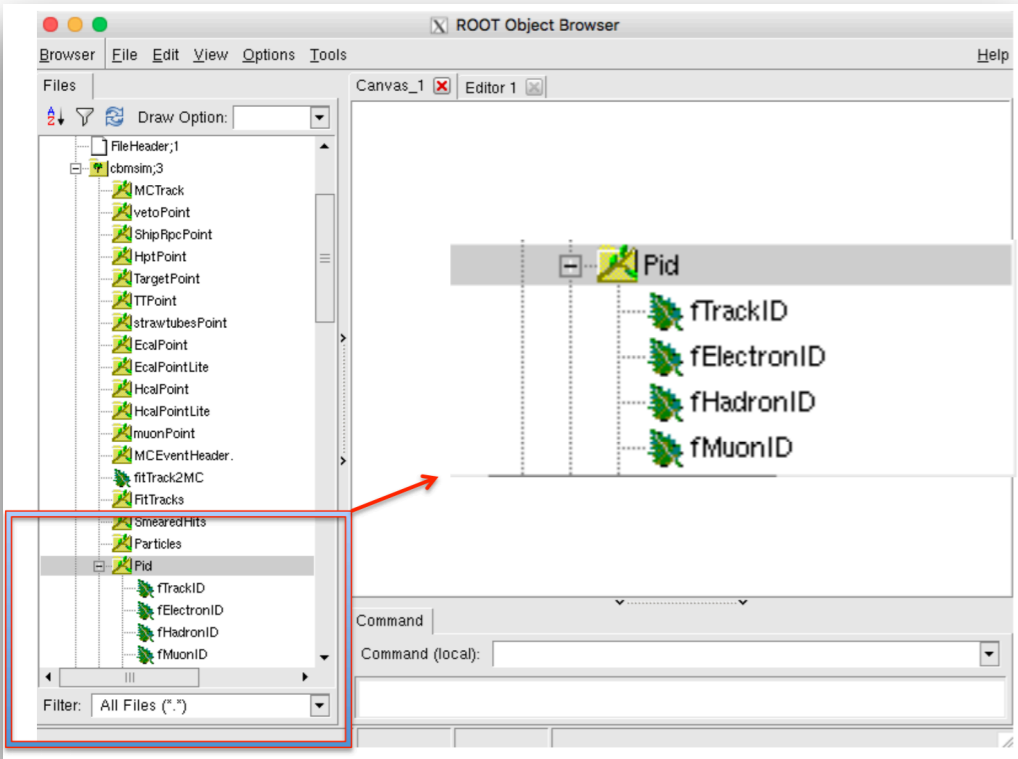 ROOT Object Browser
Browser File Edit View Options Tools Help
Files
Canvas_1 Editor 1
Draw Option:
FileHeader;1
cbmsim;3
MCTrack
vetoPoint
ShipRpcPoint
HptPoint
TargetPoint
TTPoint
strawtubesPoint
EcalPoint
EcalPointLite
HcalPoint
HcalPointLite
muonPoint
MCEventHeader.
fitTrack2MC
FitTracks
SmearedHits
Particles
Pid
fTrackID
fElectronID
fHadronID
fMuonID
Filter: All Files (*.*)
Pid
fTrackID
fElectronID
fHadronID
fMuonID
Command
Command (local):